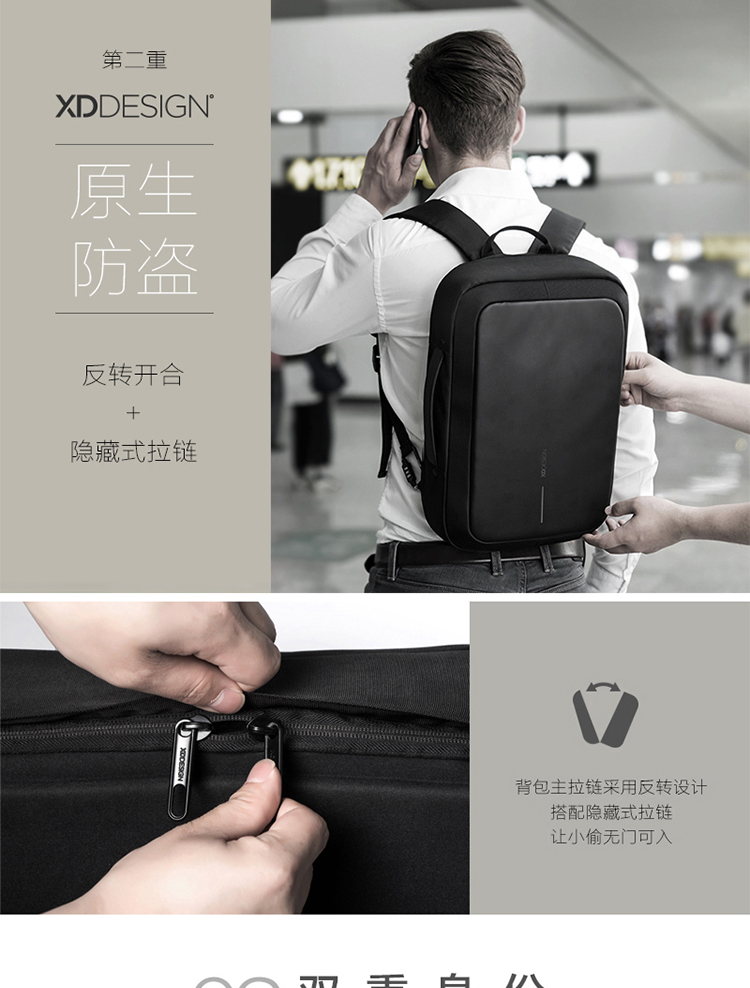 第二重
XDDESIGN°
原生
防盗
反转开合
+
隐藏式拉链
XDDESIGN
XDDESIGN
背包主拉链采用反转设计
搭配隐藏式拉链
让小偷无门可入